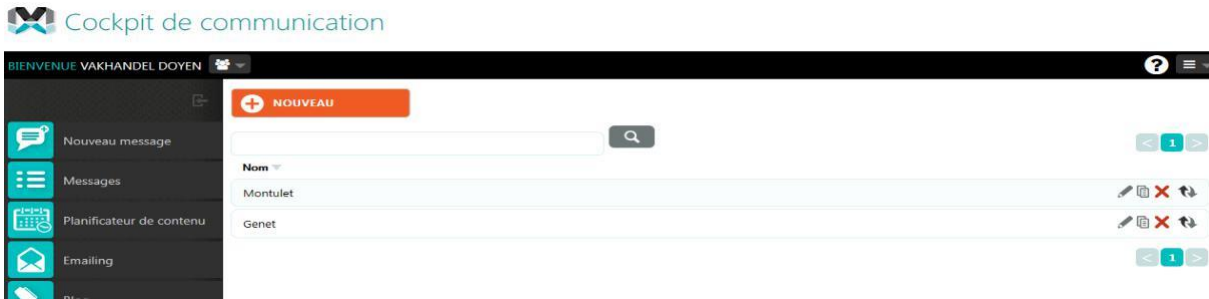 Cockpit de communication
BIENVENUE VAKHANDEL DOYEN
?
NOUVEAU
Nouveau message
< 1 >
Nom
Messages
Montulet
Planificateur de contenu
Genet
Emailing
< 1 >